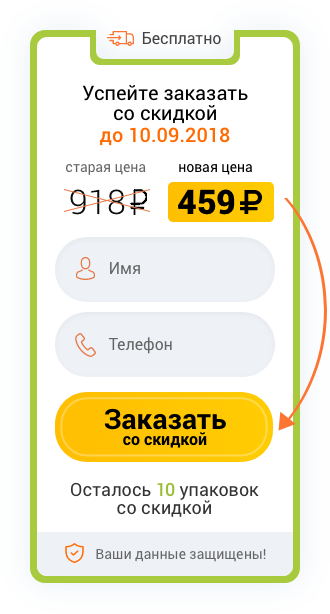 Бесплатно
Успейте заказать
со скидкой
до 10.09.2018
старая цена новая цена
918₽ 459₽
Имя
Телефон
Заказать
со скидкой
Осталось 10 упаковок
со скидкой
Ваши данные защищены!